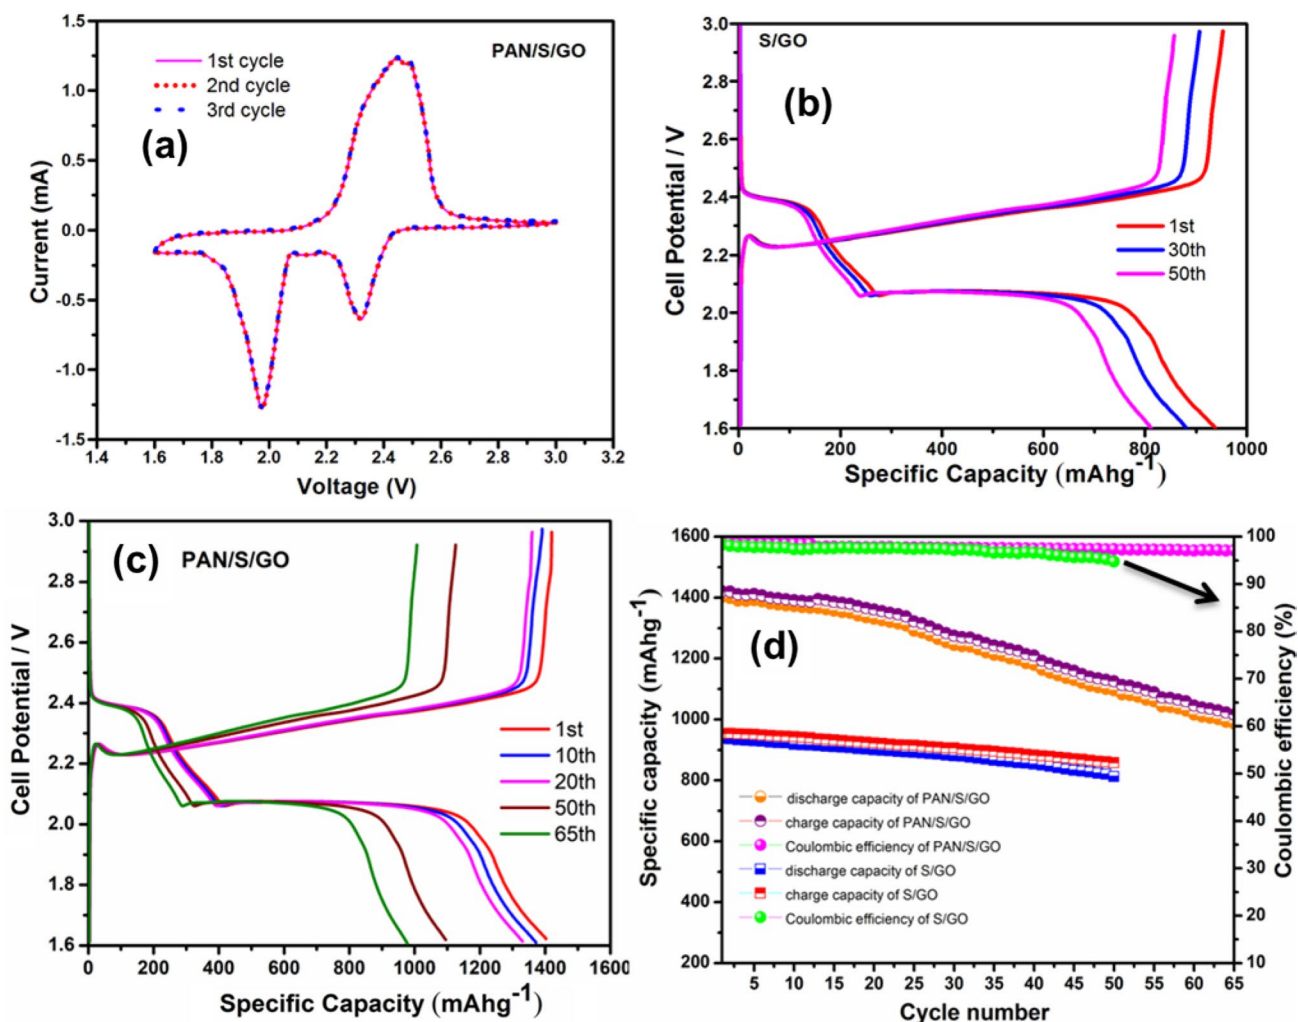 (a)
PAN/S/GO
1st cycle
2nd cycle
3rd cycle
Current (mA)
1.5
1.0
0.5
0.0
-0.5
-1.0
-1.5
1.4 1.6 1.8 2.0 2.2 2.4 2.6 2.8 3.0 3.2
Voltage (V)
(b)
S/GO
1st
30th
50th
Cell Potential / V
3.0
2.8
2.6
2.4
2.2
2.0
1.8
1.6
0 200 400 600 800 1000
Specific Capacity (mAhg⁻¹)
(c)
PAN/S/GO
1st
10th
20th
50th
65th
Cell Potential / V
3.0
2.8
2.6
2.4
2.2
2.0
1.8
1.6
0 200 400 600 800 1000 1200 1400 1600
Specific Capacity (mAhg⁻¹)
(d)
discharge capacity of PAN/S/GO
charge capacity of PAN/S/GO
Coulombic efficiency of PAN/S/GO
discharge capacity of S/GO
charge capacity of S/GO
Coulombic efficiency of S/GO
Specific capacity (mAhg⁻¹)
1600
1400
1200
1000
800
600
400
200
Coulombic efficiency (%)
100
90
80
70
60
50
40
30
20
10
5 10 15 20 25 30 35 40 45 50 55 60 65
Cycle number